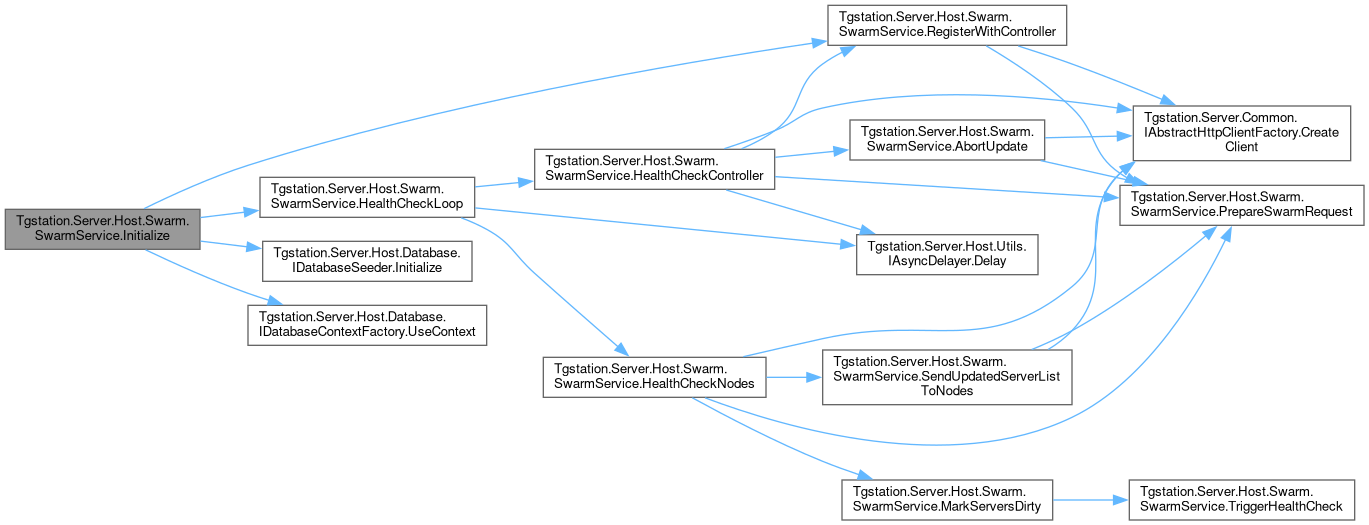 Tgstation.Server.Host.Swarm.
SwarmService.Initialize
Tgstation.Server.Host.Swarm.
SwarmService.HealthCheckLoop
Tgstation.Server.Host.Database.
IDatabaseSeeder.Initialize
Tgstation.Server.Host.Database.
IDatabaseContextFactory.UseContext
Tgstation.Server.Host.Swarm.
SwarmService.HealthCheckController
Tgstation.Server.Host.Swarm.
SwarmService.HealthCheckNodes
Tgstation.Server.Host.Swarm.
SwarmService.RegisterWithController
Tgstation.Server.Host.Swarm.
SwarmService.AbortUpdate
Tgstation.Server.Host.Utils.
IAsyncDelayer.Delay
Tgstation.Server.Host.Swarm.
SwarmService.SendUpdatedServerList
ToNodes
Tgstation.Server.Host.Swarm.
SwarmService.MarkServersDirty
Tgstation.Server.Common.
IAbstractHttpClientFactory.Create
Client
Tgstation.Server.Host.Swarm.
SwarmService.PrepareSwarmRequest
Tgstation.Server.Host.Swarm.
SwarmService.TriggerHealthCheck